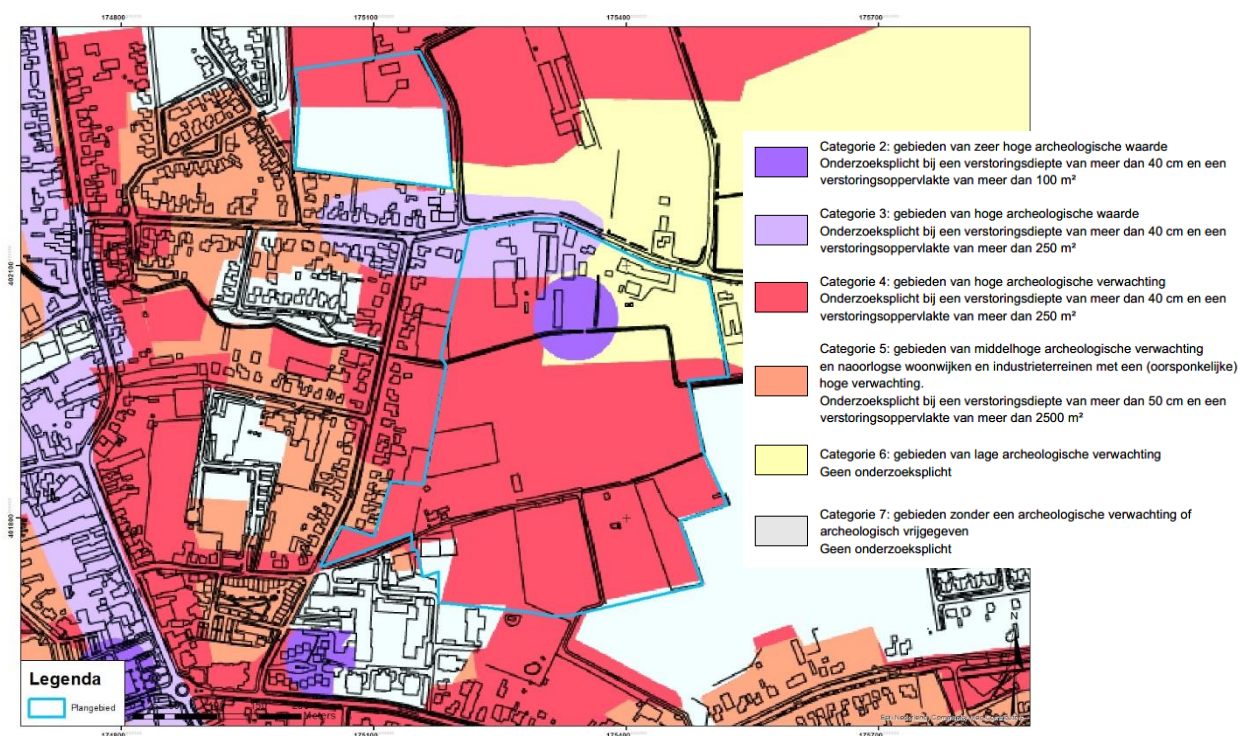 174800
175100
175400
175700
402100
401800
Categorie 2: gebieden van zeer hoge archeologische waarde
Onderzoeksplicht bij een verstoringsdiepte van meer dan 40 cm en een
verstoringsoppervlakte van meer dan 100 m²
Categorie 3: gebieden van hoge archeologische waarde
Onderzoeksplicht bij een verstoringsdiepte van meer dan 40 cm en een
verstoringsoppervlakte van meer dan 250 m²
Categorie 4: gebieden van hoge archeologische verwachting
Onderzoeksplicht bij een verstoringsdiepte van meer dan 40 cm en een
verstoringsoppervlakte van meer dan 250 m²
Categorie 5: gebieden van middelhoge archeologische verwachting
en naoorlogse woonwijken en industrieterreinen met een (oorsponkelijke)
hoge verwachting.
Onderzoeksplicht bij een verstoringsdiepte van meer dan 50 cm en een
verstoringsoppervlakte van meer dan 2500 m²
Categorie 6: gebieden van lage archeologische verwachting
Geen onderzoeksplicht
Categorie 7: gebieden zonder een archeologische verwachting of
archeologisch vrijgegeven
Geen onderzoeksplicht
N
Legenda
Plangebied
Meters
174800
175100
175400
175700